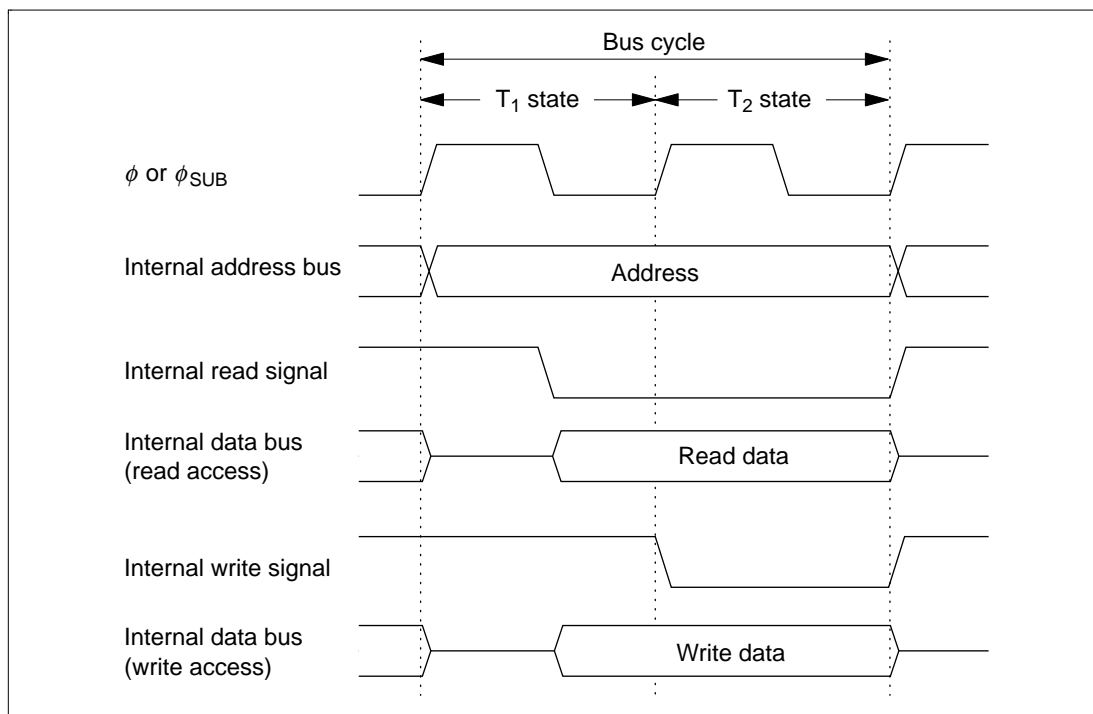 Bus cycle
T₁ state
T₂ state
ϕ or ϕSUB
Internal address bus
Address
Internal read signal
Internal data bus
(read access)
Read data
Internal write signal
Internal data bus
(write access)
Write data